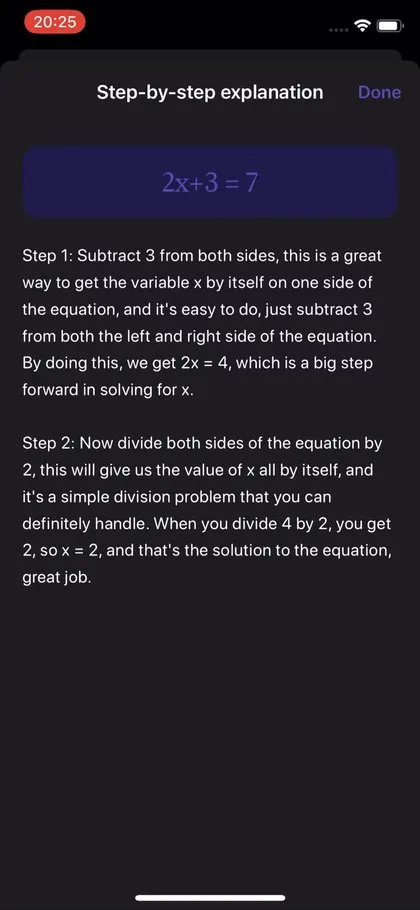 20:25
Step-by-step explanation
Done
2x+3 = 7
Step 1: Subtract 3 from both sides, this is a great
way to get the variable x by itself on one side of
the equation, and it's easy to do, just subtract 3
from both the left and right side of the equation.
By doing this, we get 2x = 4, which is a big step
forward in solving for x.
Step 2: Now divide both sides of the equation by
2, this will give us the value of x all by itself, and
it's a simple division problem that you can
definitely handle. When you divide 4 by 2, you get
2, so x = 2, and that's the solution to the equation,
great job.